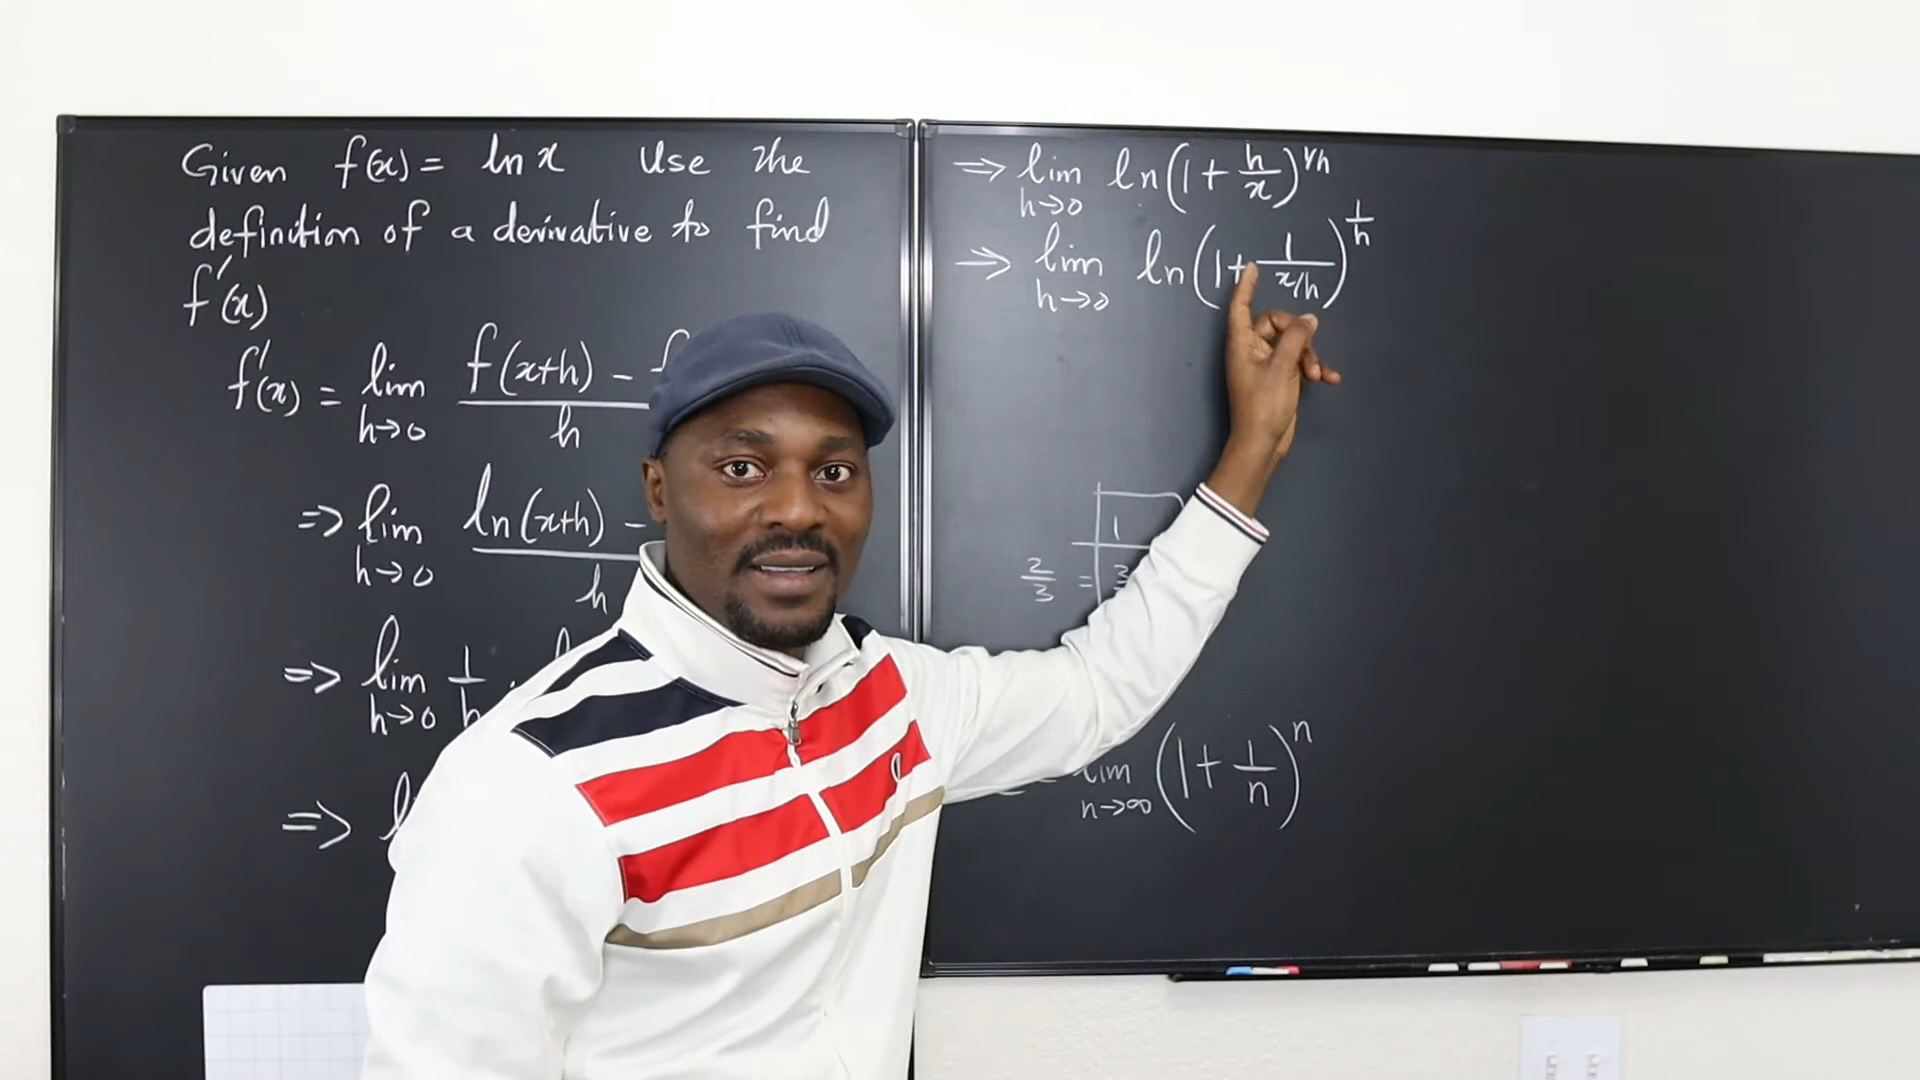 Given f(x) = ln x Use the
definition of a derivative to find
f'(x)
f'(x) = lim h→0 f(x+h) - f / h
⇒ lim h→0 ln(x+h) - / h
⇒ lim h→0 1/h ·
⇒ l
⇒ lim h→0 ln(1 + h/x)^1/h
⇒ lim h→0 ln(1 + 1/(x/h))^1/h
1
2/3 = 3
= lim n→∞ (1 + 1/n)^n